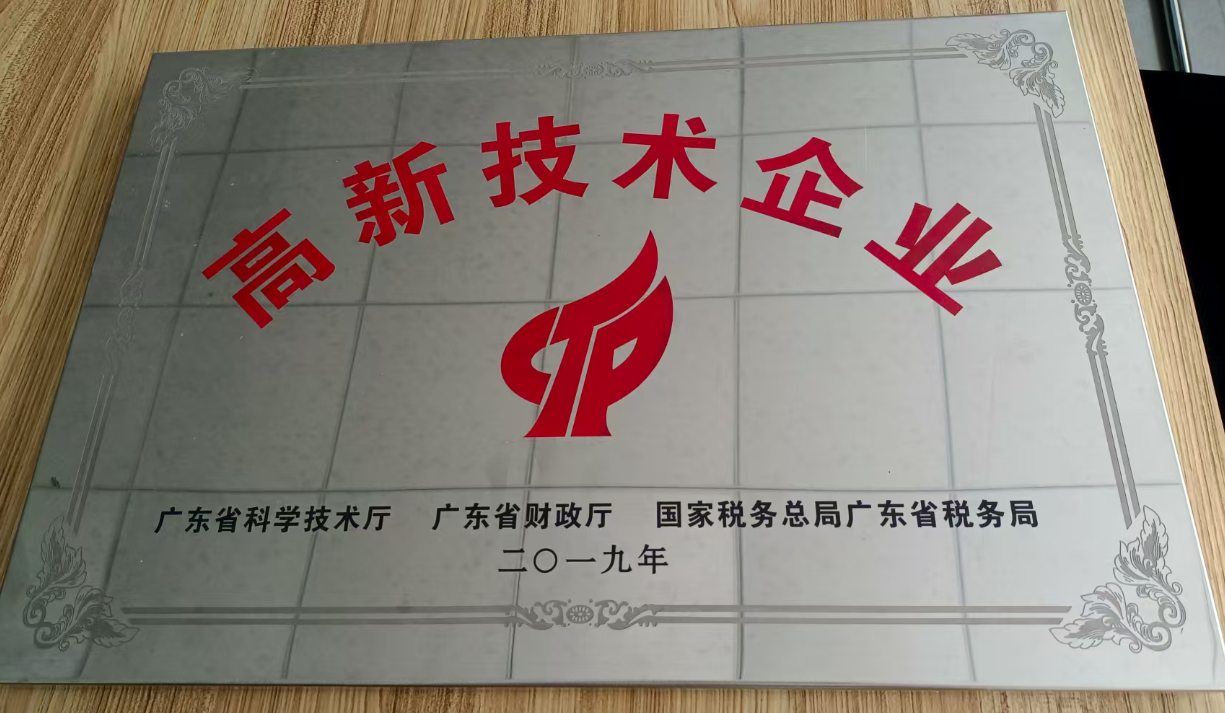 高新技术企业
广东省科学技术厅 广东省财政厅 国家税务总局广东省税务局
二〇一九年